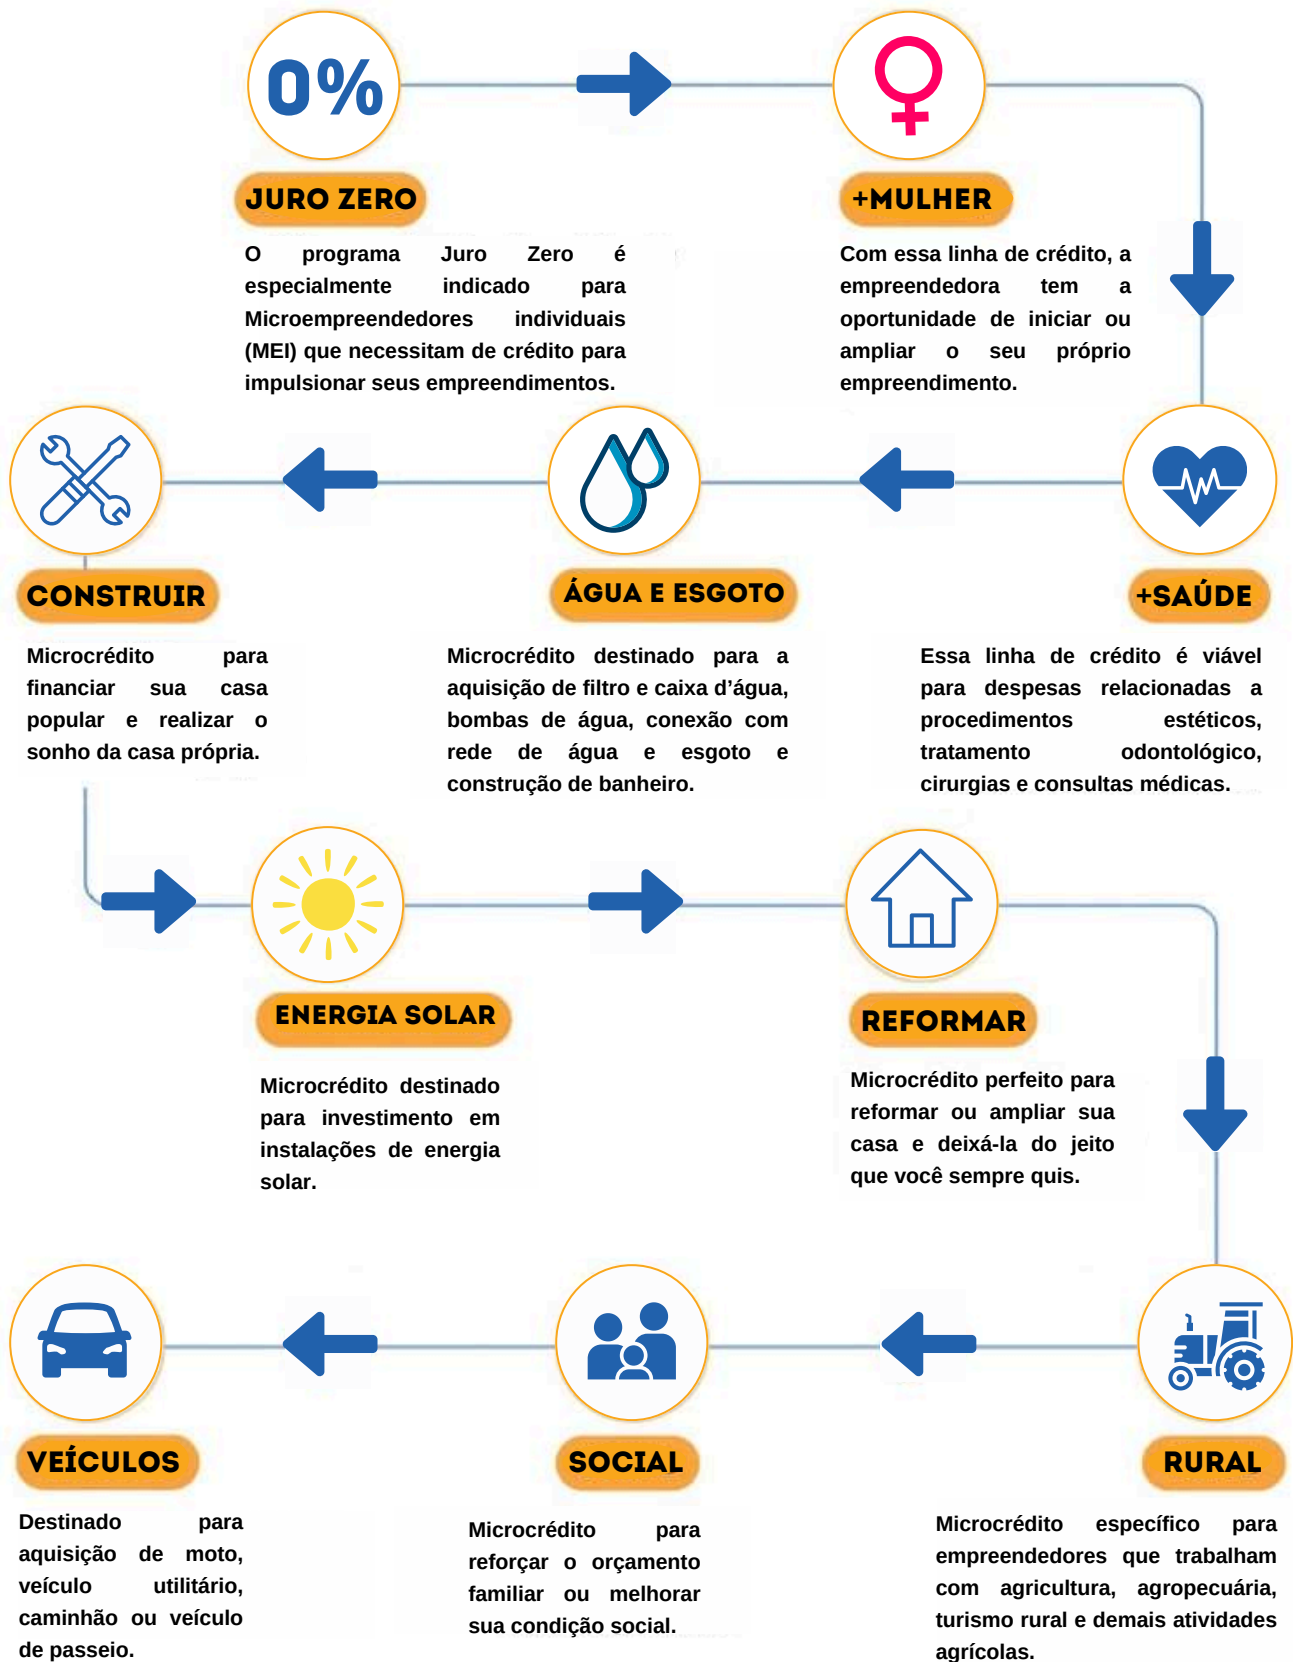 0%
JURO ZERO
O programa Juro Zero é
especialmente indicado para
Microempreendedores individuais
(MEI) que necessitam de crédito para
impulsionar seus empreendimentos.
+MULHER
Com essa linha de crédito, a
empreendedora tem a
oportunidade de iniciar ou
ampliar o seu próprio
empreendimento.
+SAÚDE
Essa linha de crédito é viável
para despesas relacionadas a
procedimentos estéticos,
tratamento odontológico,
cirurgias e consultas médicas.
ÁGUA E ESGOTO
Microcrédito destinado para a
aquisição de filtro e caixa d’água,
bombas de água, conexão com
rede de água e esgoto e
construção de banheiro.
CONSTRUIR
Microcrédito para
financiar sua casa
popular e realizar o
sonho da casa própria.
ENERGIA SOLAR
Microcrédito destinado
para investimento em
instalações de energia
solar.
REFORMAR
Microcrédito perfeito para
reformar ou ampliar sua
casa e deixá-la do jeito
que você sempre quis.
RURAL
Microcrédito específico para
empreendedores que trabalham
com agricultura, agropecuária,
turismo rural e demais atividades
agrícolas.
SOCIAL
Microcrédito para
reforçar o orçamento
familiar ou melhorar
sua condição social.
VEÍCULOS
Destinado para
aquisição de moto,
veículo utilitário,
caminhão ou veículo
de passeio.